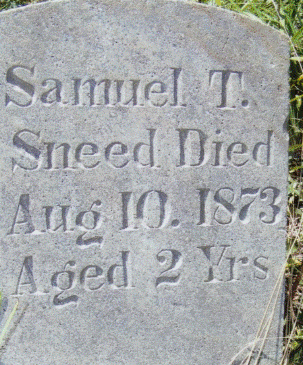 Samuel T.
Sneed Died
Aug 10. 1873
Aged 2 Yrs